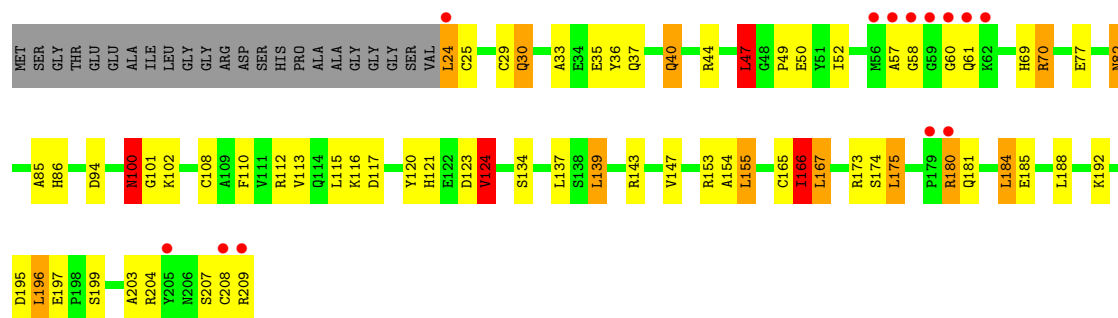 MET SER GLY THR GLU GLU ALA ILE LEU GLY GLY ARG ASP SER HIS PRO ALA ALA GLY GLY GLY SER VAL L24 C25 C29 Q30 A33 E34 E35 Y36 Q37 Q40 R44 L47 G48 P49 E50 Y51 I52 M56 A57 G58 G59 G60 Q61 K62 H69 R70 E77
A85 H86 D94 N100 G101 K102 C108 A109 F110 V111 R112 V113 Q114 L115 K116 D117 Y120 H121 E122 D123 V124 S134 L137 S138 L139 R143 V147 R153 A154 L155 C165 I166 L167 R173 S174 L175 P179 R180 Q181 L184 E185 L188 K192
D195 L196 E197 P198 S199 A203 R204 Y205 N206 S207 C208 R209